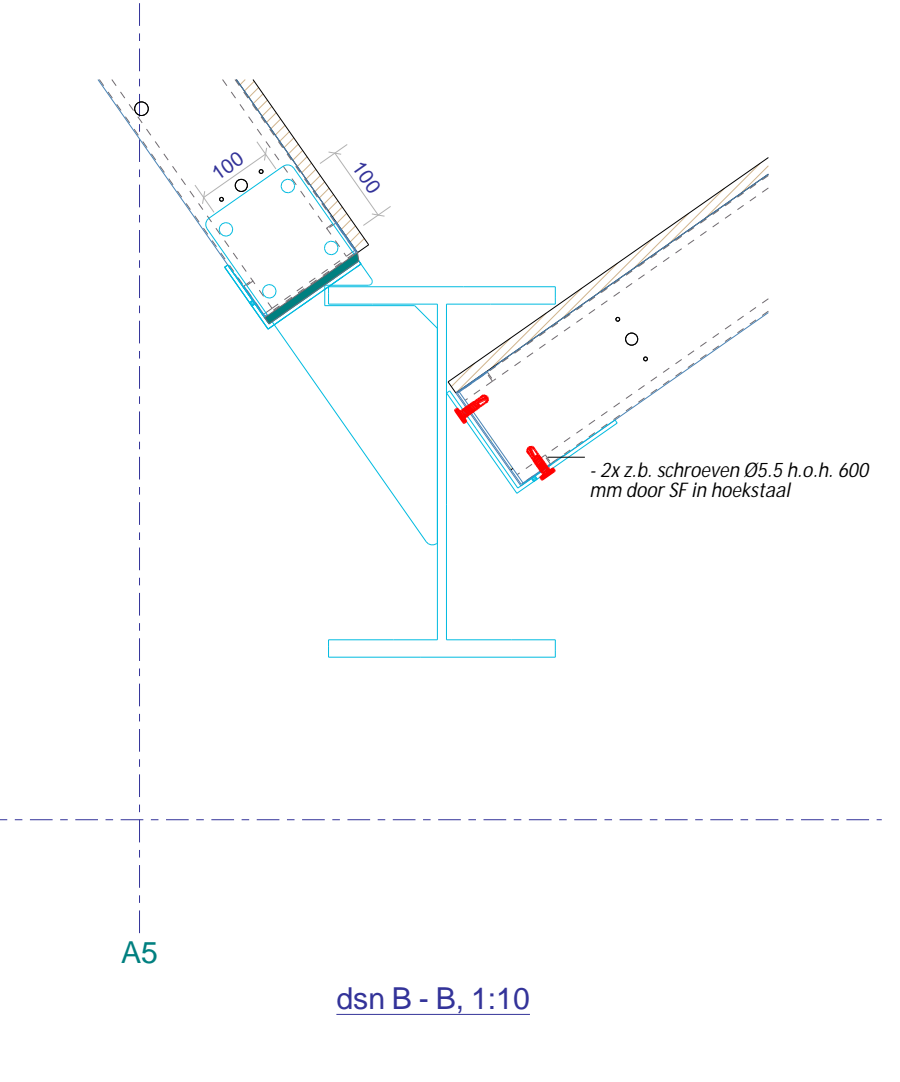 100
100
- 2x z.b. schroeven Ø5.5 h.o.h. 600
mm door SF in hoekstaal
A5
dsn B - B, 1:10